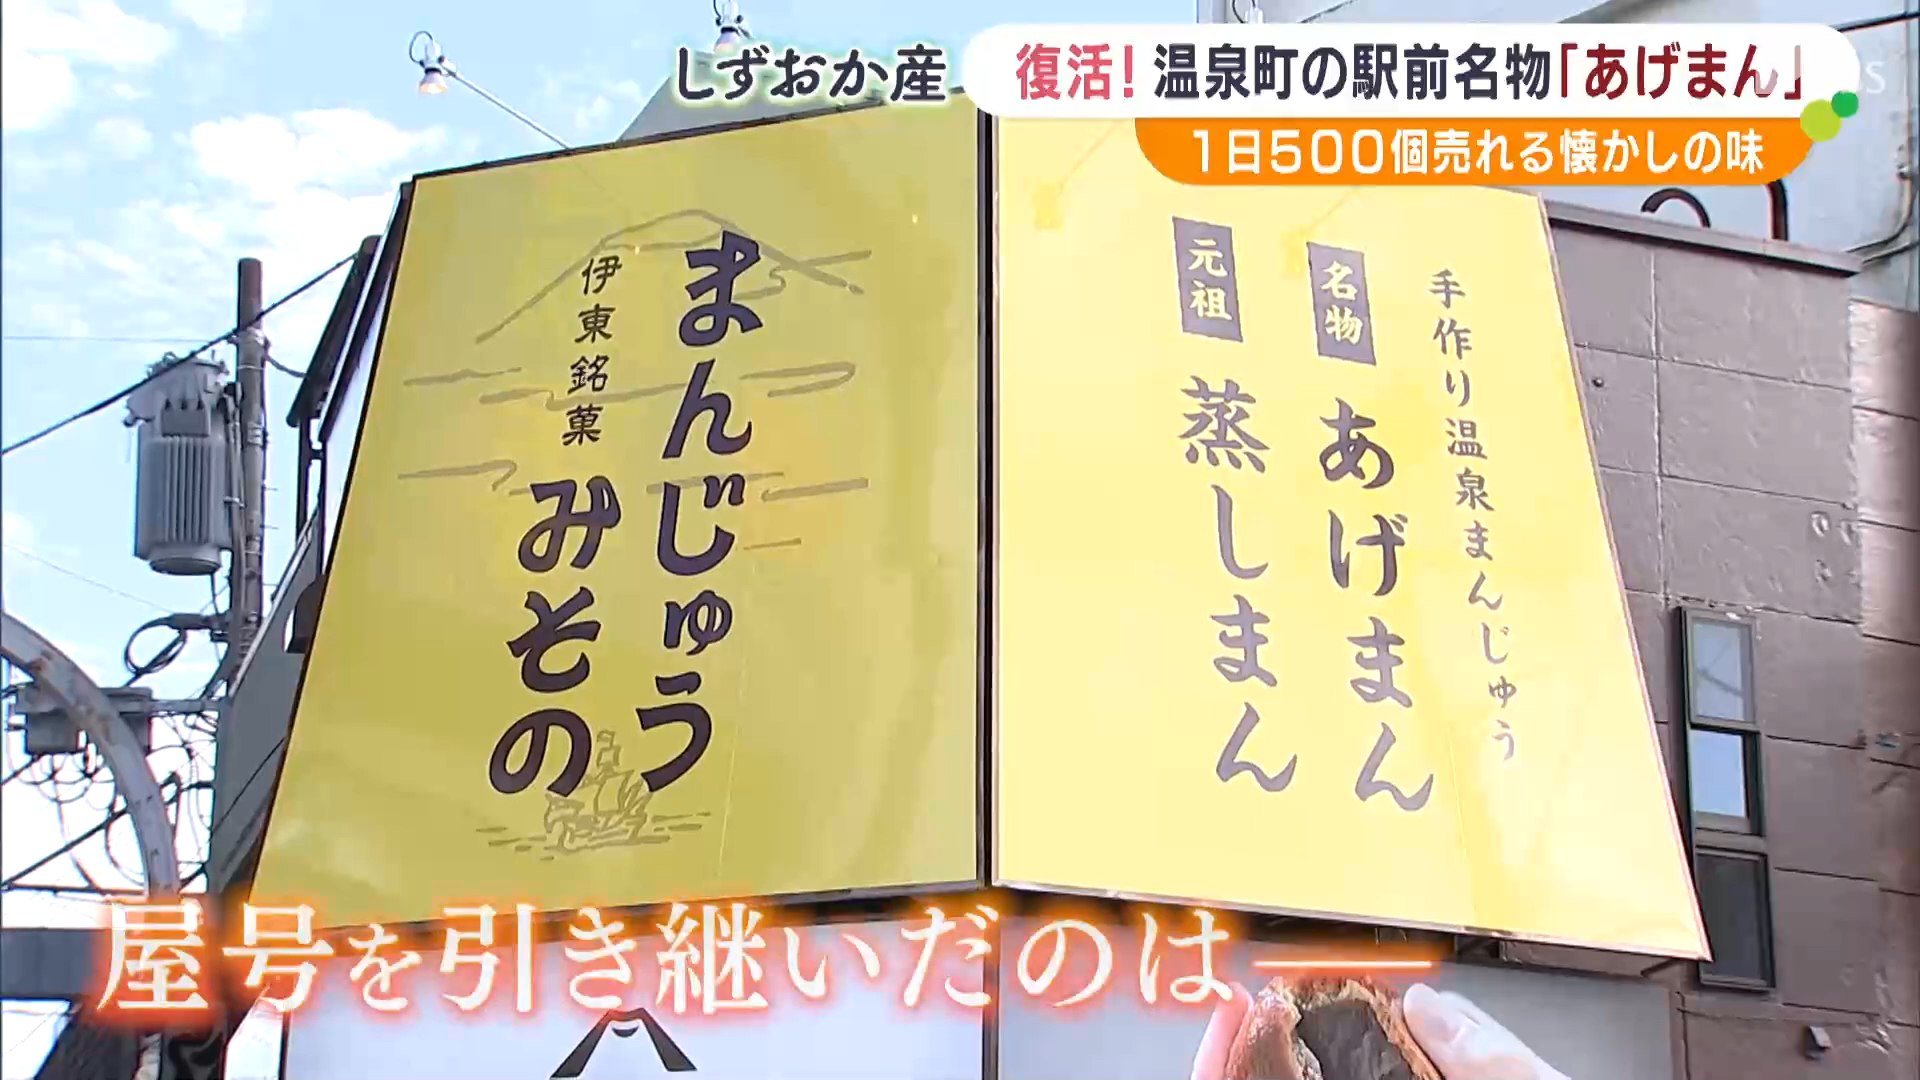 しずおか産
復活！温泉町の駅前名物「あげまん」
1日500個売れる懐かしの味
まんじゅう
伊東銘菓
みその
手作り温泉まんじゅう
名物
あげまん
元祖
蒸しまん
屋号を引き継いだのは━━